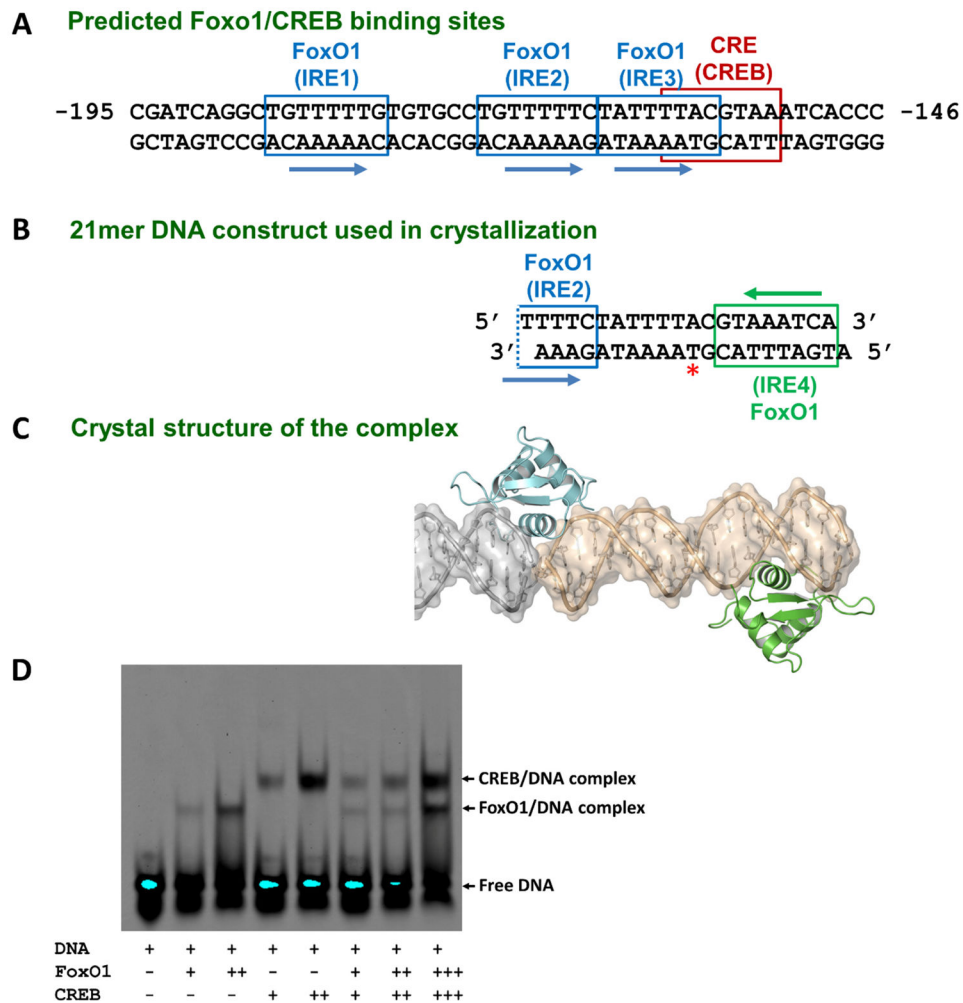 A Predicted Foxo1/CREB binding sites
FoxO1 FoxO1 FoxO1 CRE
(IRE1) (IRE2) (IRE3) (CREB)
-195 CGATCAGGCTGTTTTTGTGTGCCTGTTTTTCTATTTTACGTAAATCACCC -146
GCTAGTCCGACAAAAACACACGGACAAAAAGATAAAATGCATTTAGTGGG
B 21mer DNA construct used in crystallization
FoxO1
(IRE2)
5′ TTTTCTATTTTACGTAAATCA 3′
3′ AAAGATAAAATGCATTTAGTA 5′
*
(IRE4)
FoxO1
C Crystal structure of the complex
D
CREB/DNA complex
FoxO1/DNA complex
Free DNA
DNA + + + + + + + +
FoxO1 - + ++ - - + ++ +++
CREB - - - + ++ + ++ +++